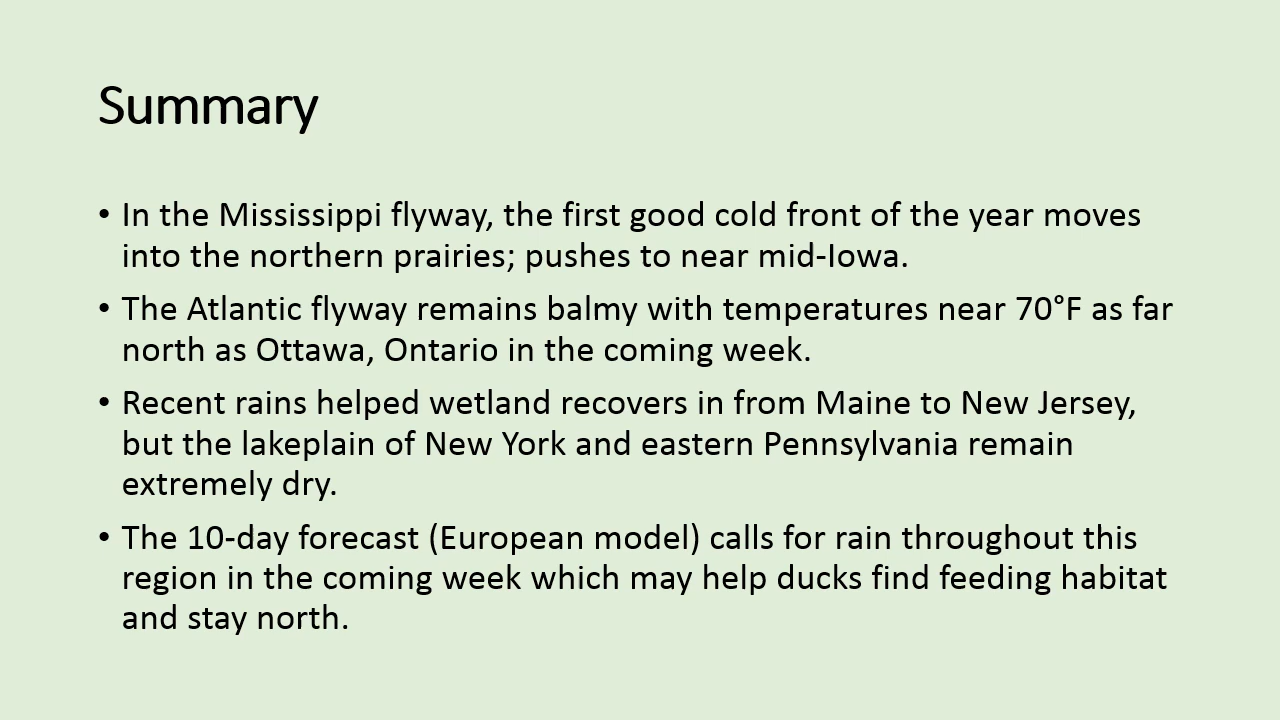 Summary
• In the Mississippi flyway, the first good cold front of the year moves
into the northern prairies; pushes to near mid-Iowa.
• The Atlantic flyway remains balmy with temperatures near 70°F as far
north as Ottawa, Ontario in the coming week.
• Recent rains helped wetland recovers in from Maine to New Jersey,
but the lakeplain of New York and eastern Pennsylvania remain
extremely dry.
• The 10-day forecast (European model) calls for rain throughout this
region in the coming week which may help ducks find feeding habitat
and stay north.